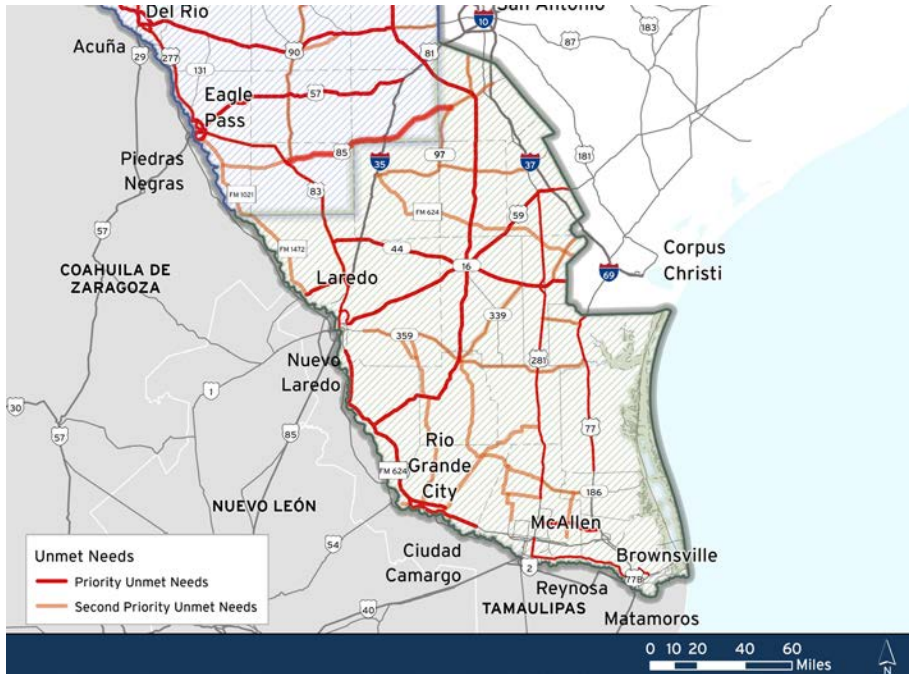 Del Rio
San Antonio
10
183
87
Acuña
29
277
90
81
131
Eagle
Pass
57
85
97
35
37
181
Piedras
Negras
83
FM 1021
FM 624
59
57
FM 1472
44
16
69
Corpus
Christi
COAHUILA DE
ZARAGOZA
Laredo
339
359
281
Nuevo
Laredo
1
30
57
85
77
Rio
Grande
City
FM 624
186
NUEVO LEÓN
McAllen
54
Ciudad
Camargo
2
Brownsville
77B
Reynosa
TAMAULIPAS
Matamoros
40
Unmet Needs
Priority Unmet Needs
Second Priority Unmet Needs
0 10 20 40 60
Miles
N